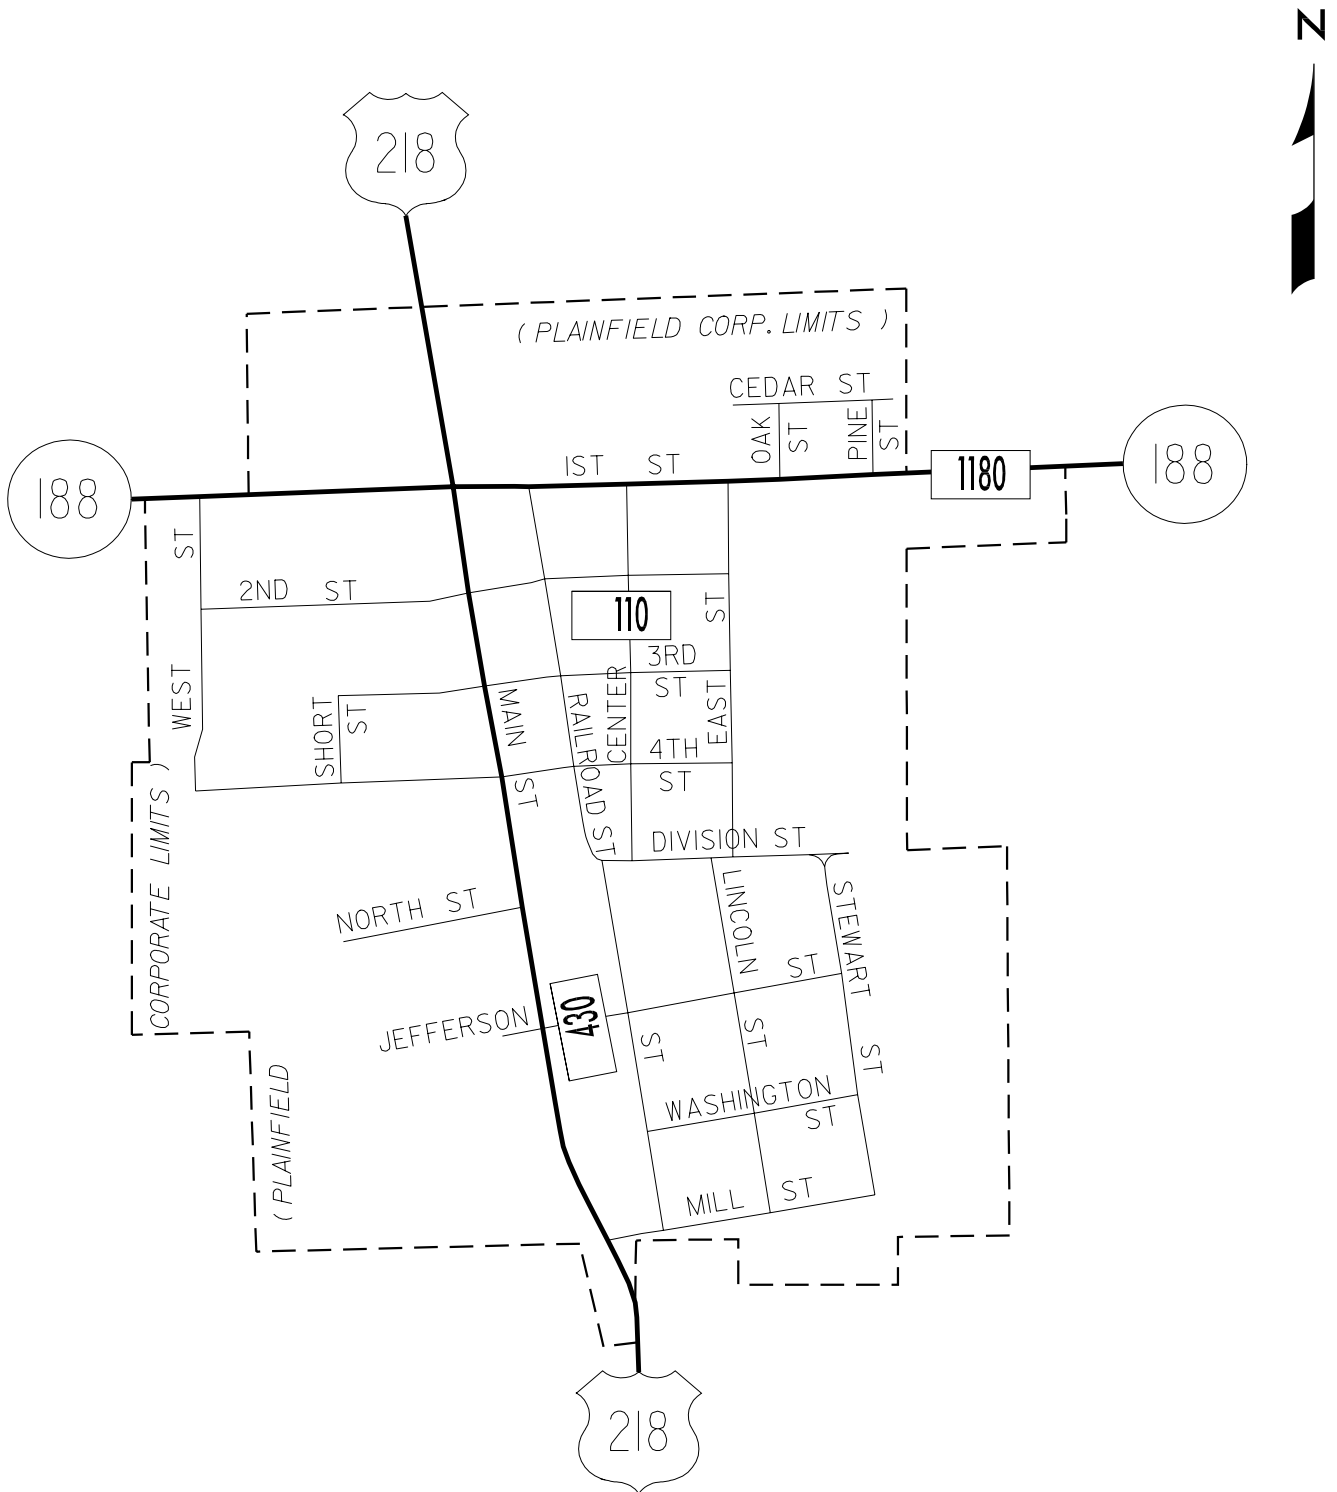 N
218
( PLAINFIELD CORP. LIMITS )
CEDAR ST
OAK ST
PINE ST
1ST ST
188
1180
188
WEST ST
2ND ST
110
3RD ST
EAST ST
SHORT ST
MAIN ST
RAILROAD ST
CENTER
4TH ST
DIVISION ST
( PLAINFIELD CORPORATE LIMITS )
NORTH ST
LINCOLN ST
STEWART ST
JEFFERSON ST
430
ST
WASHINGTON ST
MILL ST
218